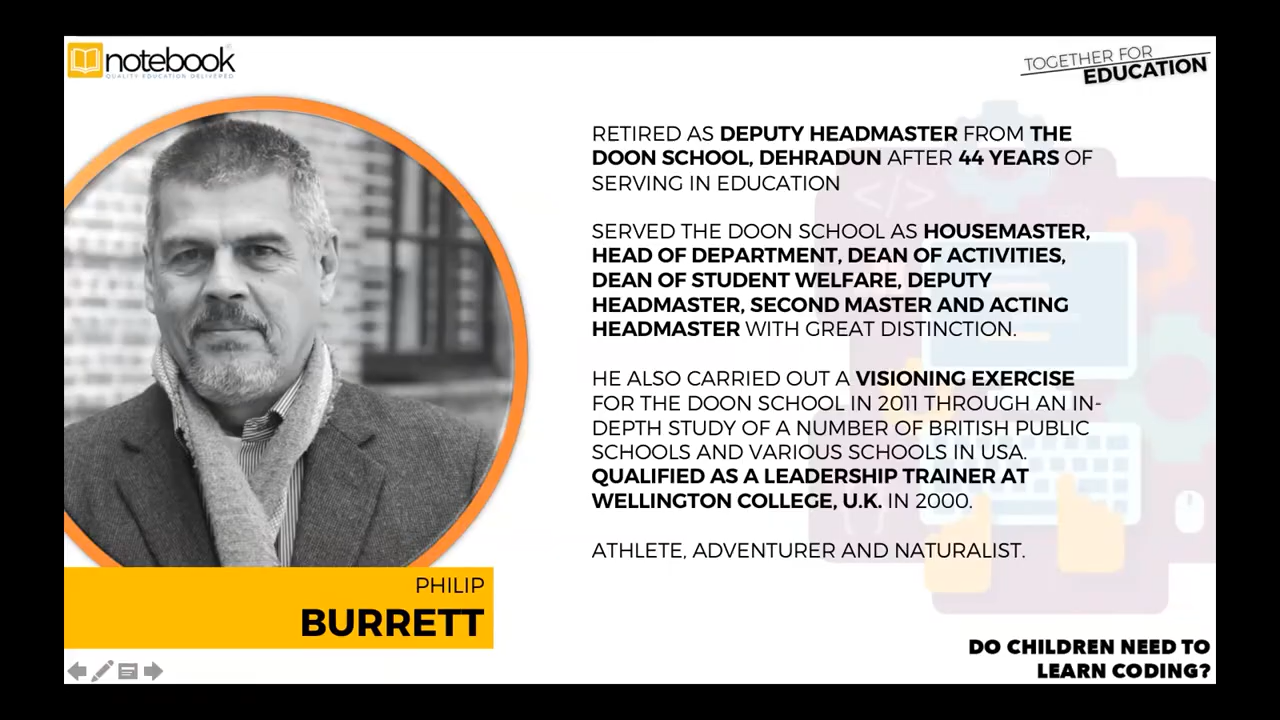 notebook
QUALITY EDUCATION DELIVERED
TOGETHER FOR
EDUCATION
RETIRED AS DEPUTY HEADMASTER FROM THE
DOON SCHOOL, DEHRADUN AFTER 44 YEARS OF
SERVING IN EDUCATION
SERVED THE DOON SCHOOL AS HOUSEMASTER,
HEAD OF DEPARTMENT, DEAN OF ACTIVITIES,
DEAN OF STUDENT WELFARE, DEPUTY
HEADMASTER, SECOND MASTER AND ACTING
HEADMASTER WITH GREAT DISTINCTION.
HE ALSO CARRIED OUT A VISIONING EXERCISE
FOR THE DOON SCHOOL IN 2011 THROUGH AN IN-
DEPTH STUDY OF A NUMBER OF BRITISH PUBLIC
SCHOOLS AND VARIOUS SCHOOLS IN USA.
QUALIFIED AS A LEADERSHIP TRAINER AT
WELLINGTON COLLEGE, U.K. IN 2000.
ATHLETE, ADVENTURER AND NATURALIST.
PHILIP
BURRETT
DO CHILDREN NEED TO
LEARN CODING?